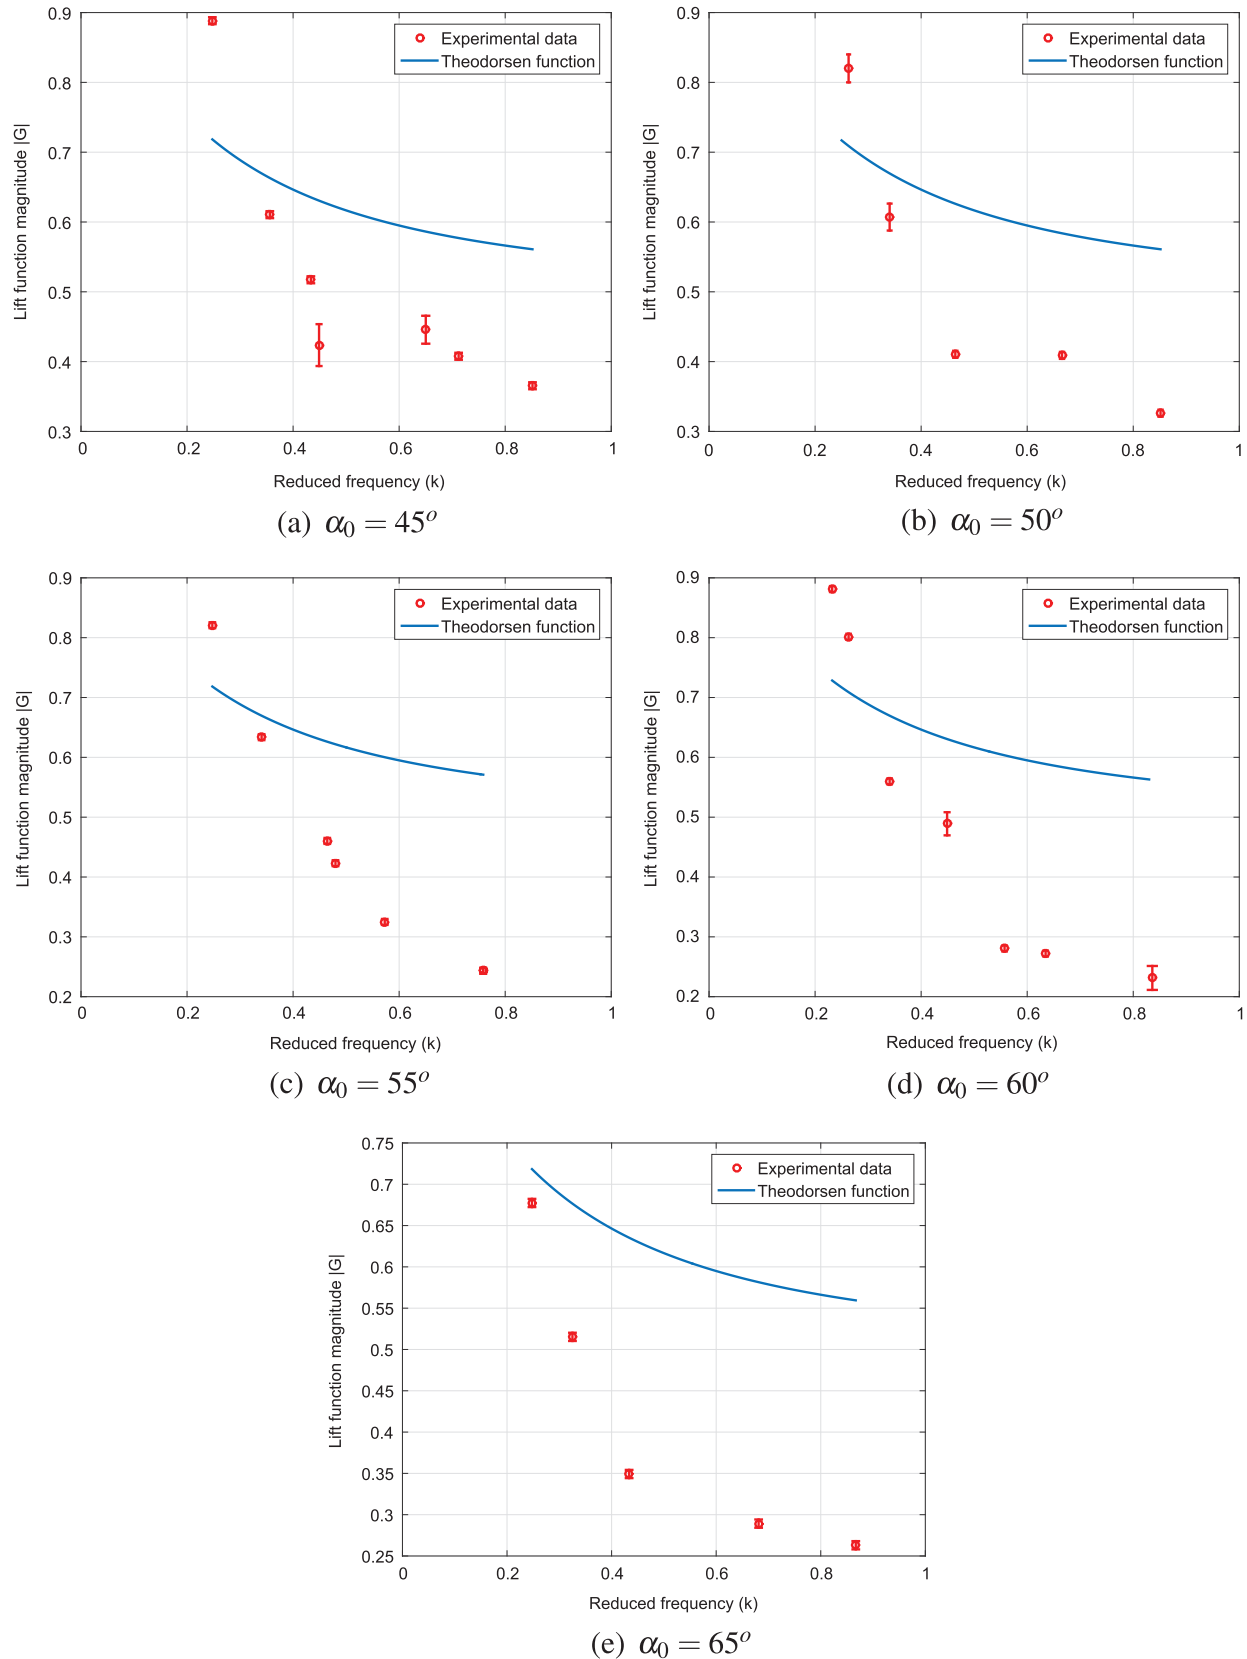 0.9
0.8
0.7
0.6
0.5
0.4
0.3
0 0.2 0.4 0.6 0.8 1
Lift function magnitude |G|
Reduced frequency (k)
Experimental data
Theodorsen function
(a) α0 = 45o
0.9
0.8
0.7
0.6
0.5
0.4
0.3
0 0.2 0.4 0.6 0.8 1
Lift function magnitude |G|
Reduced frequency (k)
Experimental data
Theodorsen function
(b) α0 = 50o
0.9
0.8
0.7
0.6
0.5
0.4
0.3
0.2
0 0.2 0.4 0.6 0.8 1
Lift function magnitude |G|
Reduced frequency (k)
Experimental data
Theodorsen function
(c) α0 = 55o
0.9
0.8
0.7
0.6
0.5
0.4
0.3
0.2
0 0.2 0.4 0.6 0.8 1
Lift function magnitude |G|
Reduced frequency (k)
Experimental data
Theodorsen function
(d) α0 = 60o
0.75
0.7
0.65
0.6
0.55
0.5
0.45
0.4
0.35
0.3
0.25
0 0.2 0.4 0.6 0.8 1
Lift function magnitude |G|
Reduced frequency (k)
Experimental data
Theodorsen function
(e) α0 = 65o